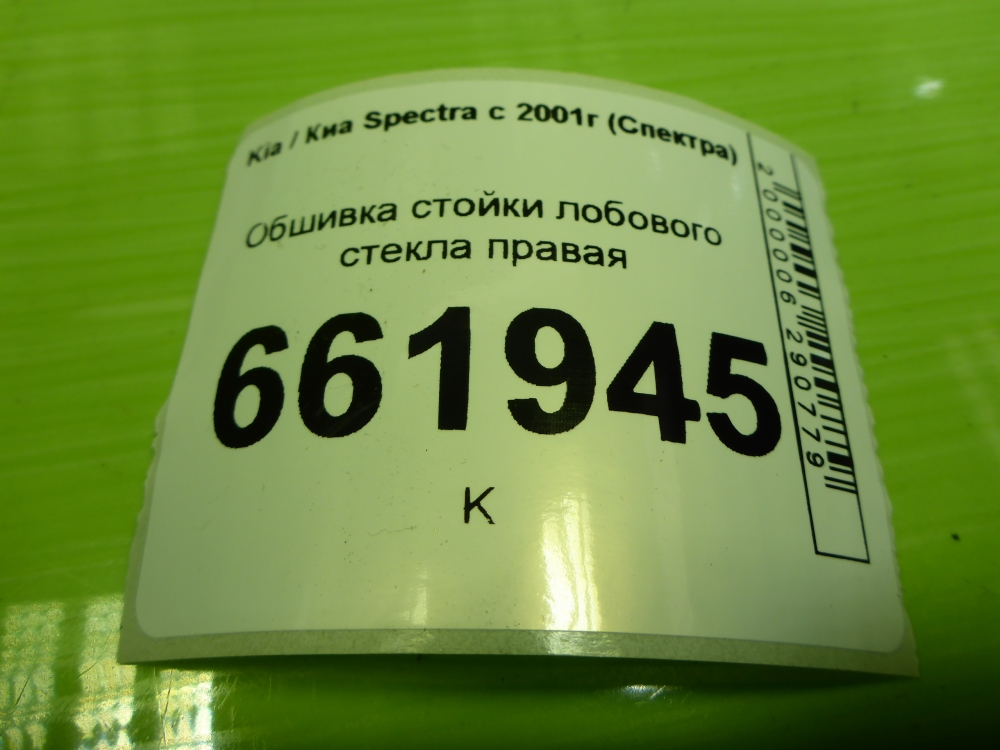 Kia / Киа Spectra с 2001г (Спектра)
Обшивка стойки лобового
стекла правая
661945
К
2000006290779